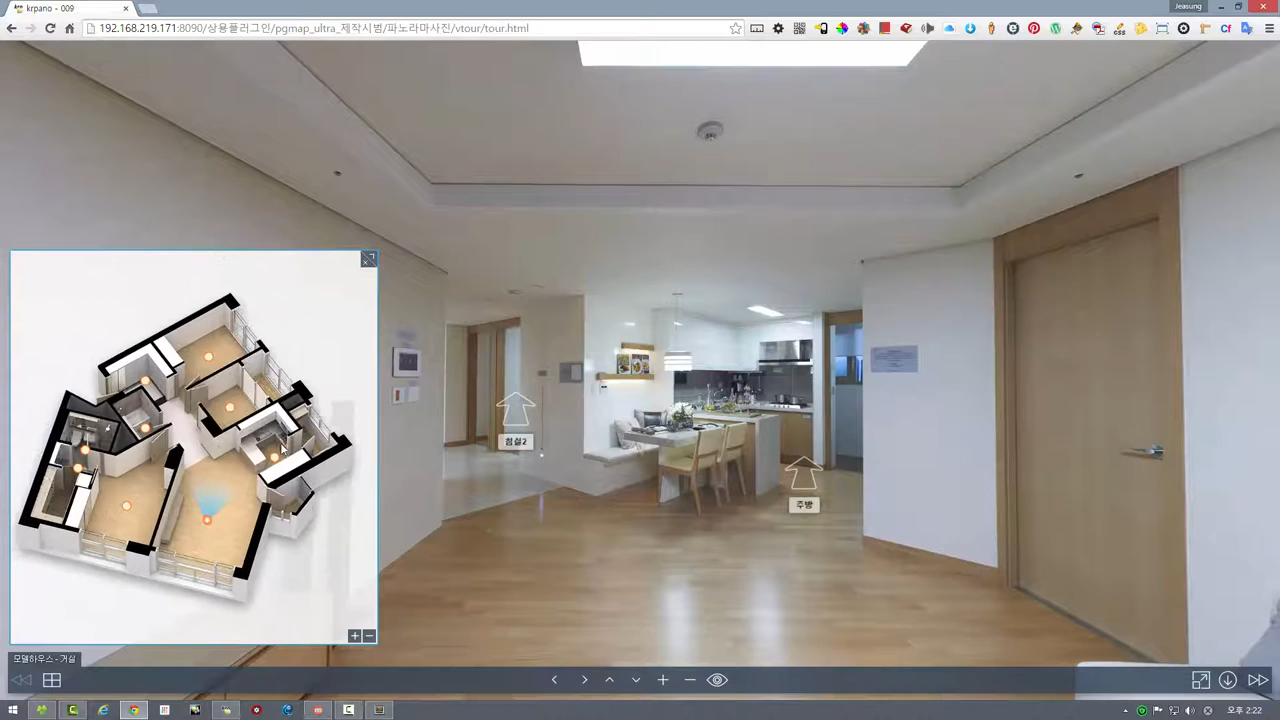 krpano - 009
Jeasung
192.168.219.171:8090/상용플러그인/pgmap_ultra_제작시범/파노라마사진/vtour/tour.html
침실2
주방
모델하우스 - 거실
오후 2:22